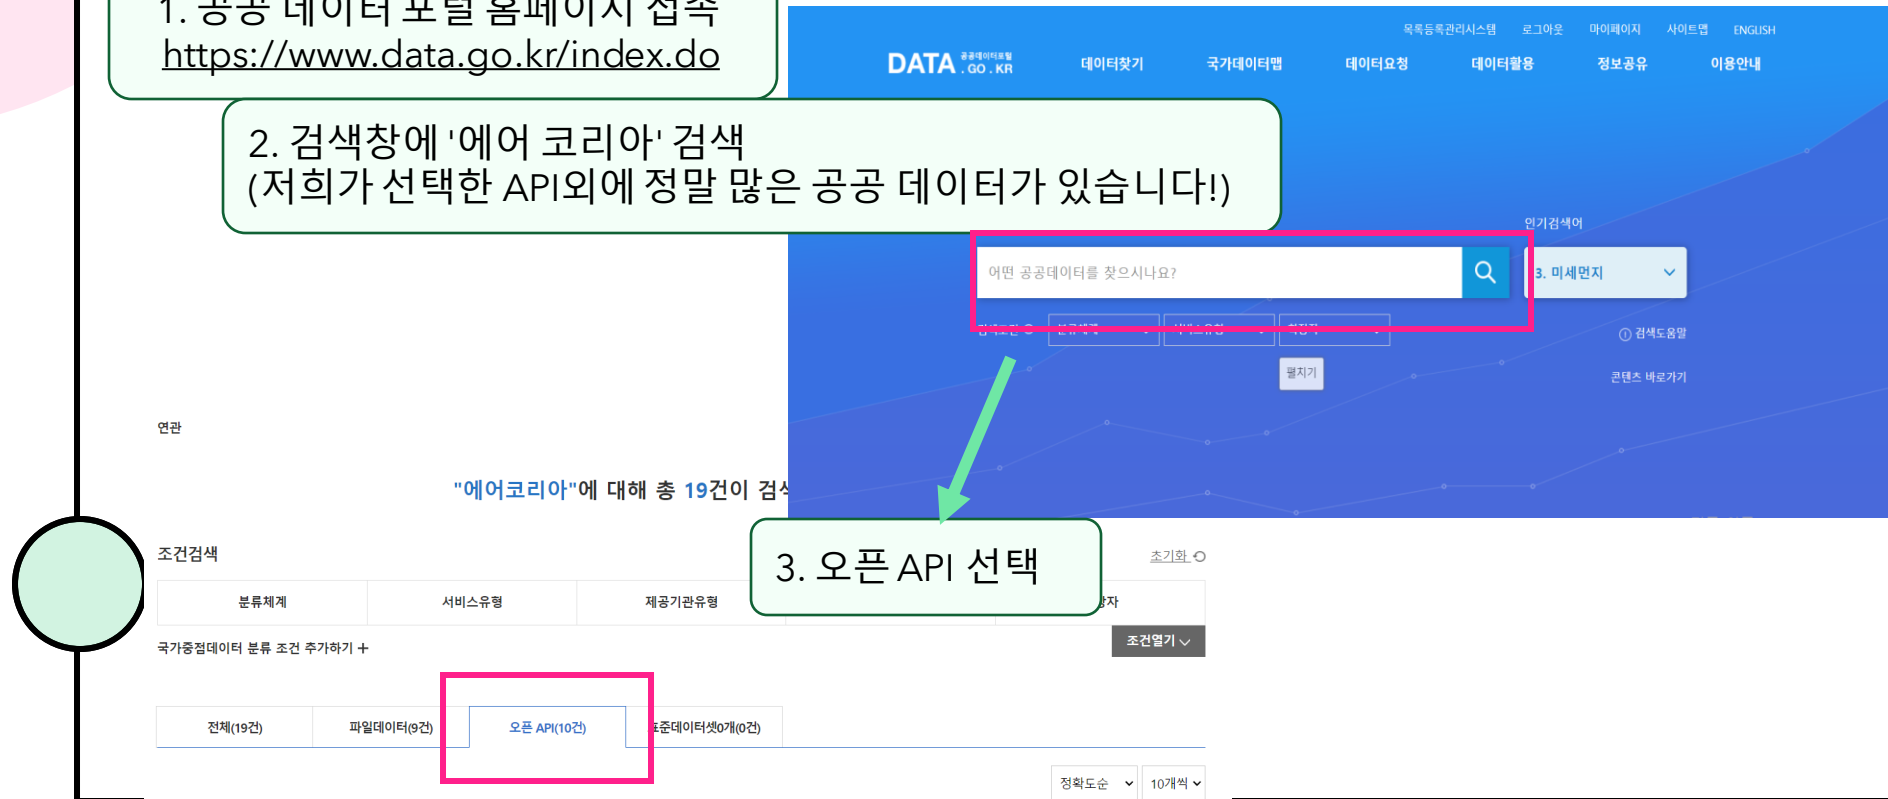 1. 공공 데이터 포털 홈페이지 접속
https://www.data.go.kr/index.do
목록등록관리시스템 로그아웃 마이페이지 사이트맵 ENGLISH
DATA 공공데이터포털 . GO . KR
데이터찾기 국가데이터맵 데이터요청 데이터활용 정보공유 이용안내
2. 검색창에 '에어 코리아' 검색
(저희가 선택한 API외에 정말 많은 공공 데이터가 있습니다!)
인기검색어
어떤 공공데이터를 찾으시나요?
3. 미세먼지
검색도움말
펼치기
콘텐츠 바로가기
연관
"에어코리아"에 대해 총 19건이
3. 오픈 API 선택
조건검색
초기화
분류체계 서비스유형 제공기관유형
국가중점데이터 분류 조건 추가하기 +
조건열기
전체(19건) 파일데이터(9건) 오픈 API(10건) 표준데이터셋0개(0건)
정확도순 10개씩